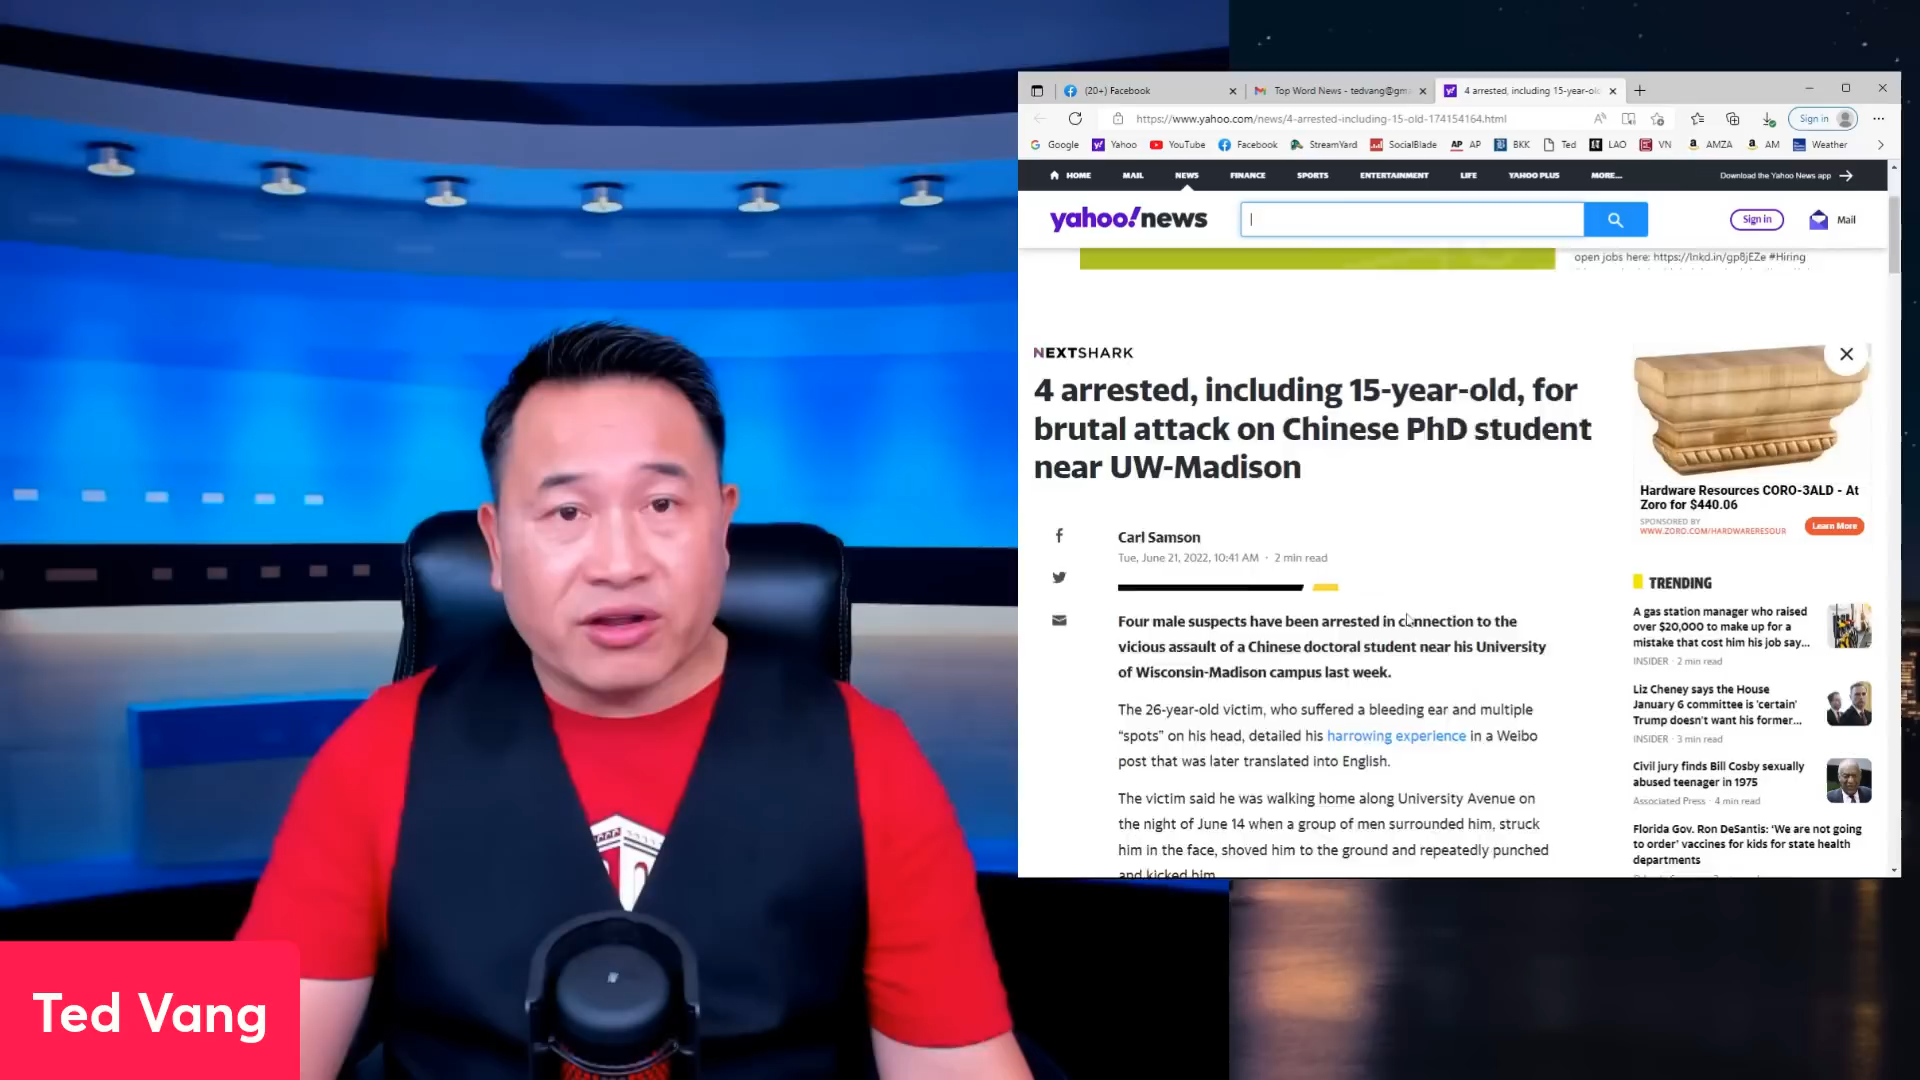 (20+) Facebook
Top Word News - tedvang@gm
4 arrested, including 15-year-ol
https://www.yahoo.com/news/4-arrested-including-15-old-174154164.html
Sign in
Google
Yahoo
YouTube
Facebook
StreamYard
SocialBlade
AP
AP
BKK
Ted
LAO
VN
AMZA
AM
Weather
HOME
MAIL
NEWS
FINANCE
SPORTS
ENTERTAINMENT
LIFE
YAHOO PLUS
MORE...
Download the Yahoo News app
yahoo!news
Sign in
Mail
open jobs here: https://lnkd.in/gp8jEZe #Hiring
NEXTSHARK
4 arrested, including 15-year-old, for
brutal attack on Chinese PhD student
near UW-Madison
Carl Samson
Tue, June 21, 2022, 10:41 AM · 2 min read
Four male suspects have been arrested in connection to the
vicious assault of a Chinese doctoral student near his University
of Wisconsin-Madison campus last week.
The 26-year-old victim, who suffered a bleeding ear and multiple
“spots” on his head, detailed his harrowing experience in a Weibo
post that was later translated into English.
The victim said he was walking home along University Avenue on
the night of June 14 when a group of men surrounded him, struck
him in the face, shoved him to the ground and repeatedly punched
and kicked him.
Hardware Resources CORO-3ALD - At
Zoro for $440.06
SPONSORED BY
WWW.ZORO.COM/HARDWARERESOUR
Learn More
TRENDING
A gas station manager who raised
over $20,000 to make up for a
mistake that cost him his job say...
INSIDER · 2 min read
Liz Cheney says the House
January 6 committee is 'certain'
Trump doesn't want his former...
INSIDER · 3 min read
Civil jury finds Bill Cosby sexually
abused teenager in 1975
Associated Press · 4 min read
Florida Gov. Ron DeSantis: ‘We are not going
to order’ vaccines for kids for state health
departments
Ted Vang